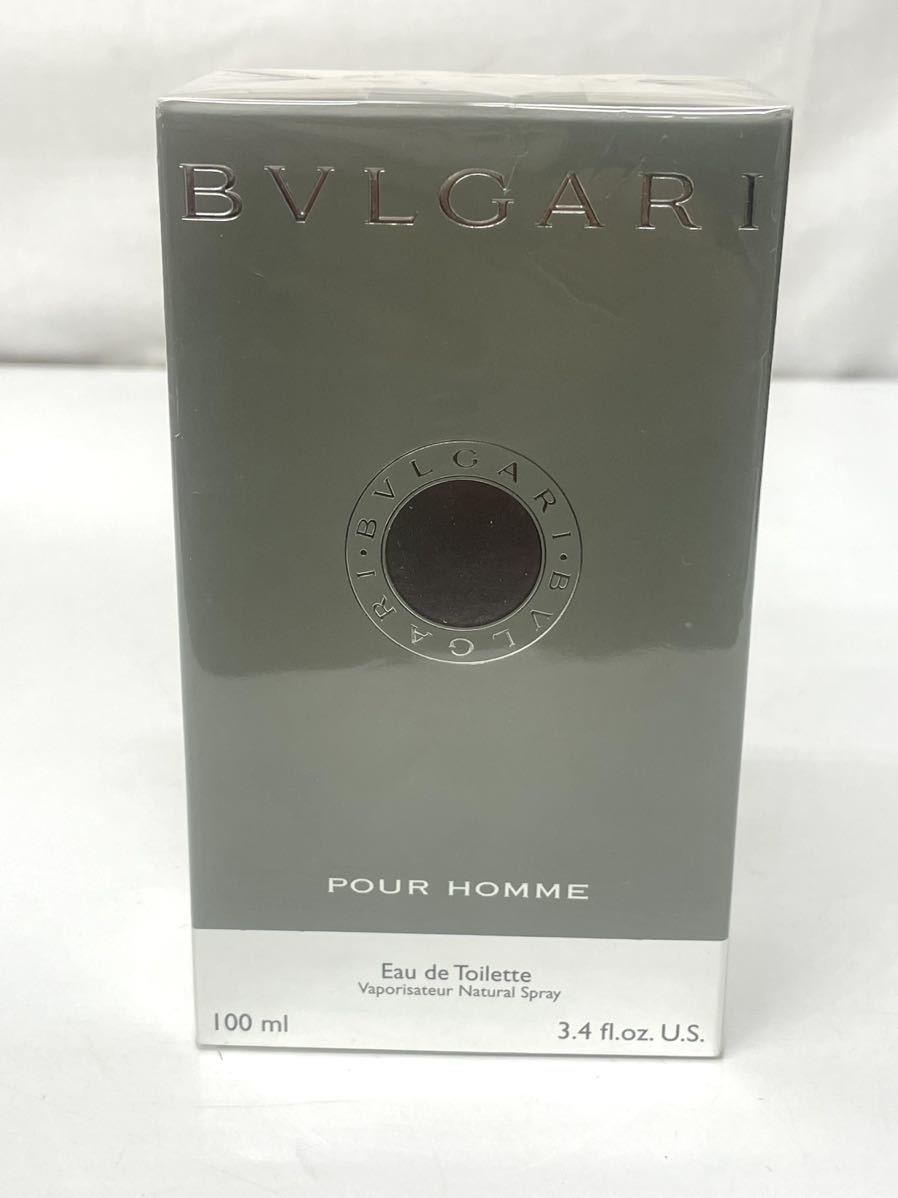 BVLGARI
BVLGARI • BVLGARI •
POUR HOMME
Eau de Toilette
Vaporisateur Natural Spray
100 ml
3.4 fl.oz. U.S.